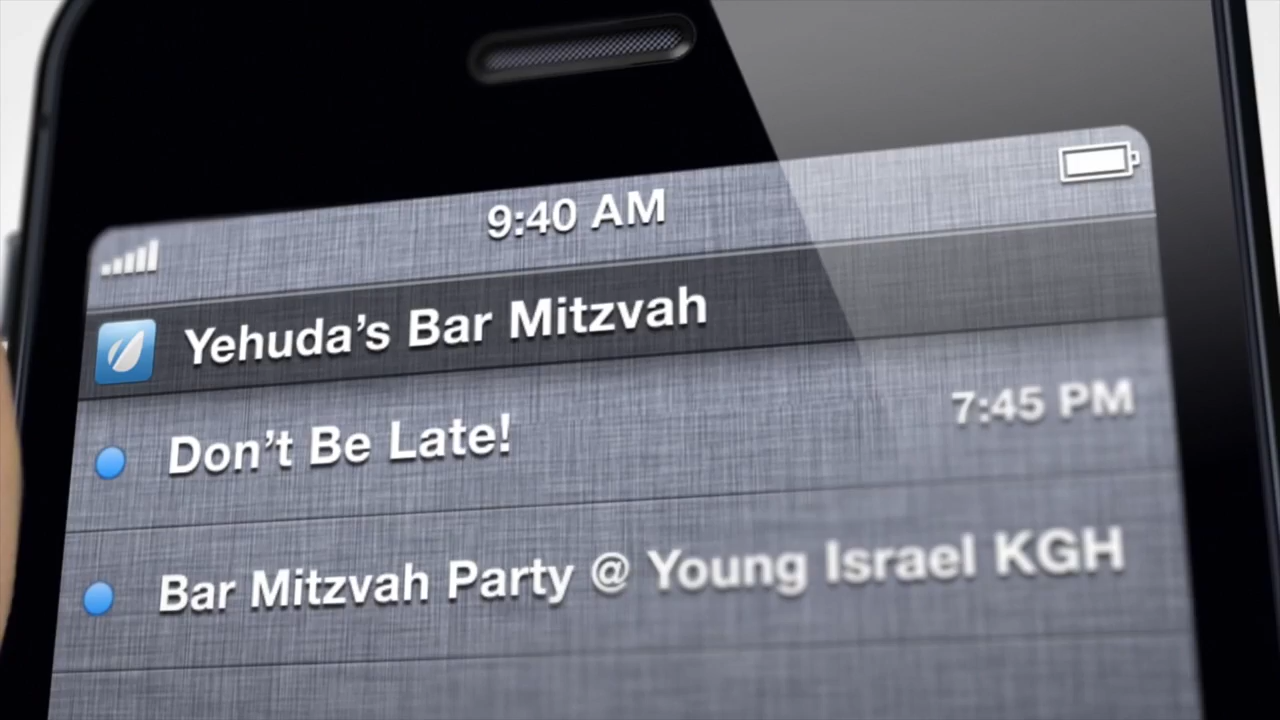 9:40 AM
Yehuda’s Bar Mitzvah
Don’t Be Late! 7:45 PM
Bar Mitzvah Party @ Young Israel KGH